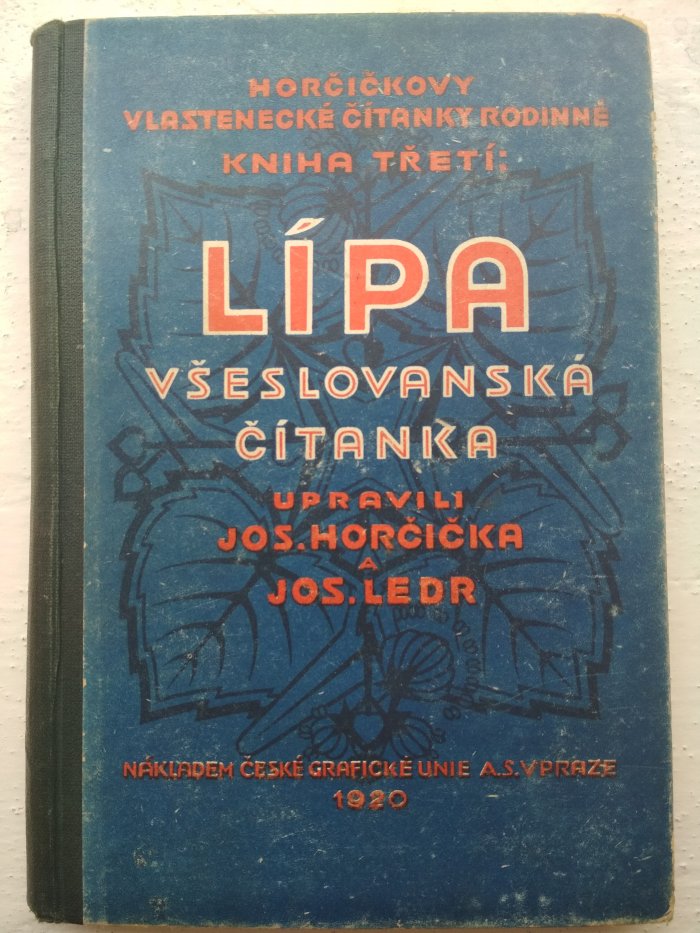 HORČIČKOVY
VLASTENECKÉ ČÍTANKY RODINNÉ
KNIHA TŘETÍ:
LÍPA
VŠESLOVANSKÁ
ČÍTANKA
UPRAVILI
JOS. HORČIČKA
A
JOS. LEDR
NÁKLADEM ČESKÉ GRAFICKÉ UNIE A.S. V PRAZE
1920